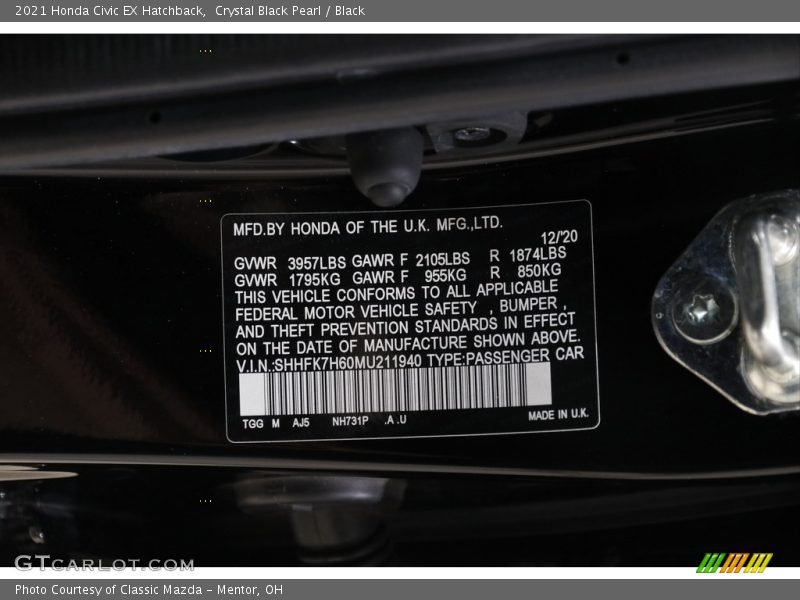 2021 Honda Civic EX Hatchback,  Crystal Black Pearl / Black
MFD.BY HONDA OF THE U.K. MFG.,LTD.
12/'20
GVWR 3957LBS GAWR F 2105LBS R 1874LBS
GVWR 1795KG GAWR F 955KG R 850KG
THIS VEHICLE CONFORMS TO ALL APPLICABLE
FEDERAL MOTOR VEHICLE SAFETY , BUMPER ,
AND THEFT PREVENTION STANDARDS IN EFFECT
ON THE DATE OF MANUFACTURE SHOWN ABOVE.
V.I.N.:SHHFK7H60MU211940 TYPE:PASSENGER CAR
TGG M AJ5 NH731P .A .U MADE IN U.K.
GTCARLOT.COM
Photo Courtesy of Classic Mazda - Mentor, OH